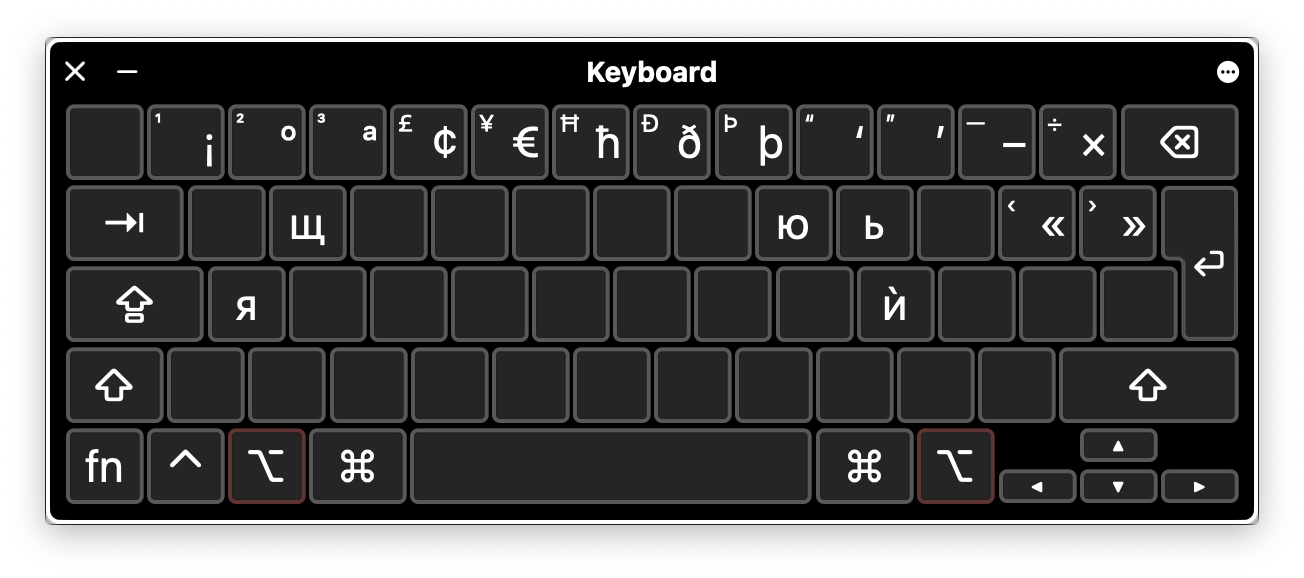 Keyboard
¹ ¡ ² º ³ ª £ ¢ ¥ € Ħ ħ Ð ð Þ þ “ ‘ ” ’ — – ÷ ×
щ ю ь ‹ « › »
я ѝ
fn ^ ⌥ ⌘ ⌘ ⌥